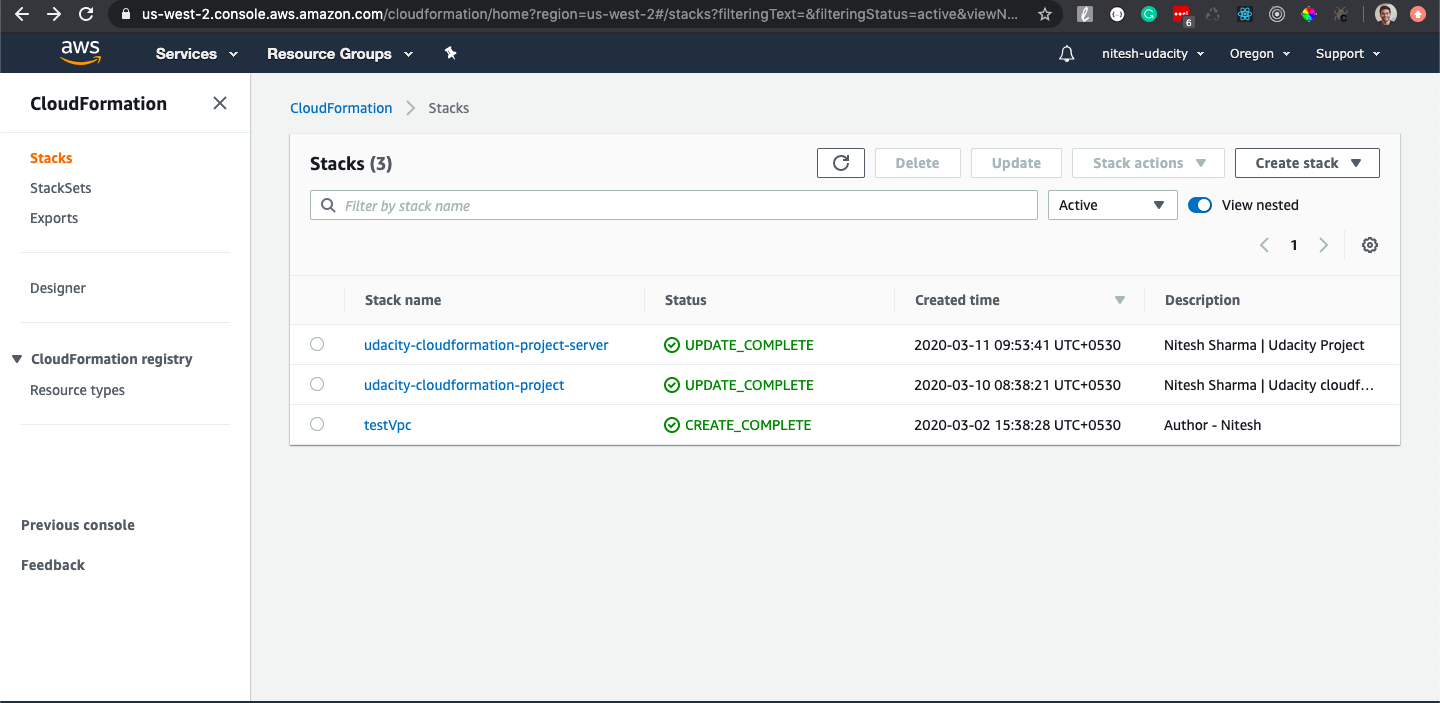 us-west-2.console.aws.amazon.com/cloudformation/home?region=us-west-2#/stacks?filteringText=&filteringStatus=active&viewN...
6
aws Services Resource Groups nitesh-udacity Oregon Support
CloudFormation
Stacks
StackSets
Exports
Designer
CloudFormation registry
Resource types
Previous console
Feedback
CloudFormation Stacks
Stacks (3) Delete Update Stack actions Create stack
Filter by stack name Active View nested
1
Stack name Status Created time Description
udacity-cloudformation-project-server UPDATE_COMPLETE 2020-03-11 09:53:41 UTC+0530 Nitesh Sharma | Udacity Project
udacity-cloudformation-project UPDATE_COMPLETE 2020-03-10 08:38:21 UTC+0530 Nitesh Sharma | Udacity cloudf...
testVpc CREATE_COMPLETE 2020-03-02 15:38:28 UTC+0530 Author - Nitesh